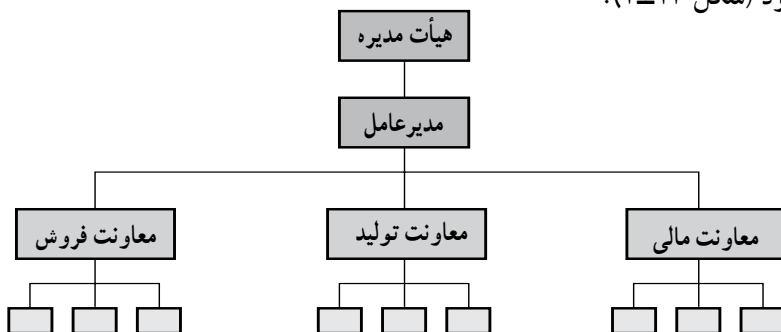 هیأت مدیره
مدیرعامل
معاونت مالی
معاونت تولید
معاونت فروش